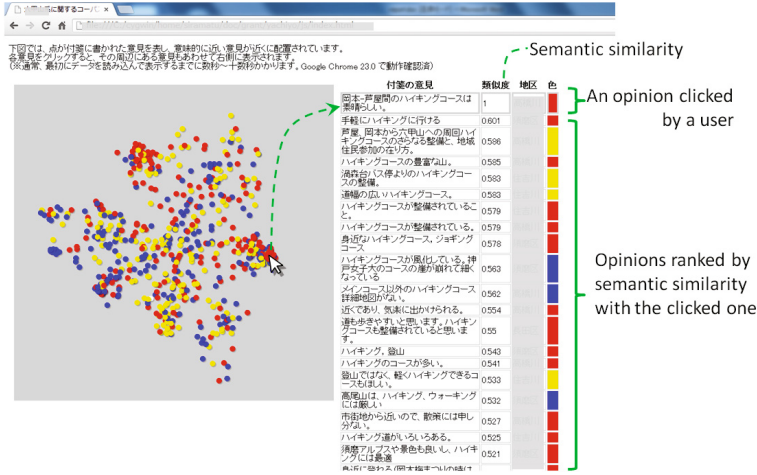 に関するコーパ
下図では、点が付箋に書かれた意見を表し、意味的に近い意見が近くに配置されています。
各意見をクリックすると、その周辺にある意見もあわせて右側に表示されます。
(※通常、最初にデータを読み込んで表示するまでに数秒～十数秒かかります。Google Chrome 23.0 で動作確認済)
Semantic similarity
付箋の意見 類似度 地区 色
岡本-芦屋間のハイキングコースは
素晴らしい。 1
An opinion clicked
by a user
手軽にハイキングに行ける 0.601
芦屋、岡本から六甲山への周回ハイ
キングコースのさらなる整備と、地域 0.586
住民参加の在り方。
ハイキングコースの豊富な山。 0.585
渦森台バス停よりのハイキングコース
の整備。 0.583
道幅の広いハイキングコース。 0.583
ハイキングコースが整備されているこ
と。 0.579
ハイキングコースが整備されている。 0.579
身近なハイキングコース，ジョギング
コース 0.578
ハイキングコースが風化している。神
戸女子大のコースの崖が崩れて細く 0.563
なっている
メインコース以外のハイキングコース
詳細地図がない。 0.562
近くであり、気楽に出かけられる。 0.554
道も歩きやすいと思います。ハイキン
グコースも整備されていると思いま 0.55
す。
ハイキング，登山 0.543
ハイキングのコースが多い。 0.541
登山ではなく、軽くハイキングできるコ
ースもほしい。 0.533
高尾山は、ハイキング、ウォーキング
には厳しい 0.532
市街地から近いので、散策には申し
分ない。 0.527
ハイキング道がいろいろある。 0.525
須磨アルプスや景色も良いし、ハイ
キングには最適 0.521
Opinions ranked by
semantic similarity
with the clicked one